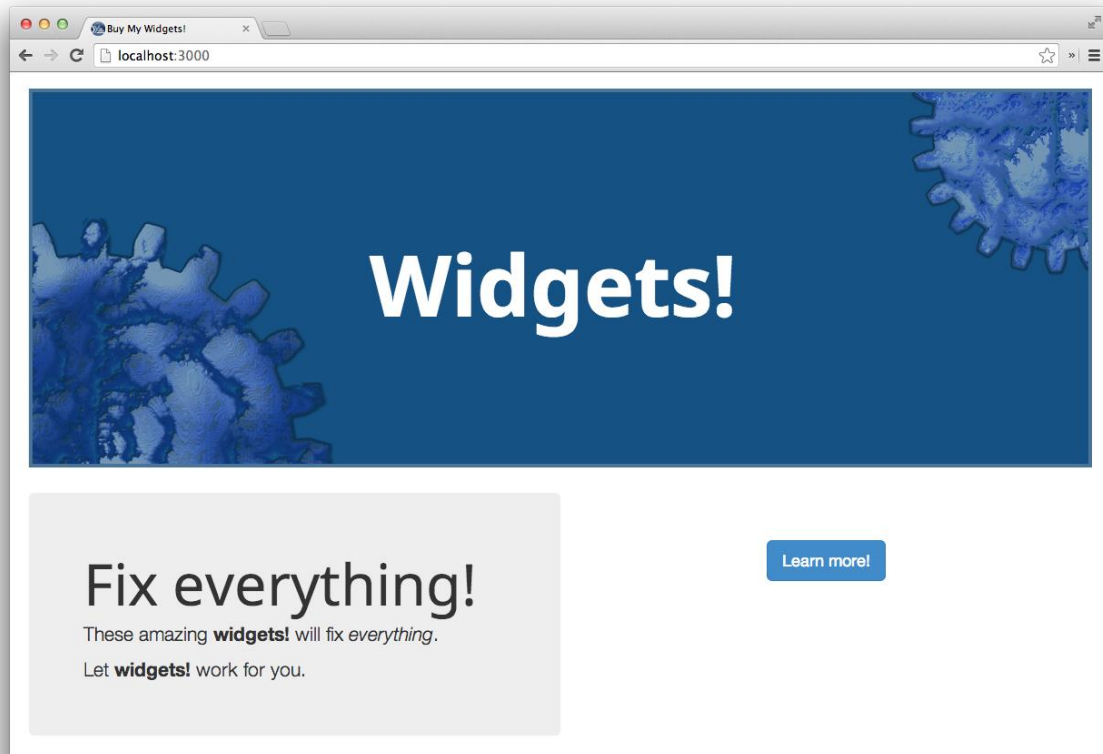 Buy My Widgets!
localhost:3000
Widgets!
Fix everything!
These amazing widgets! will fix everything.
Let widgets! work for you.
Learn more!